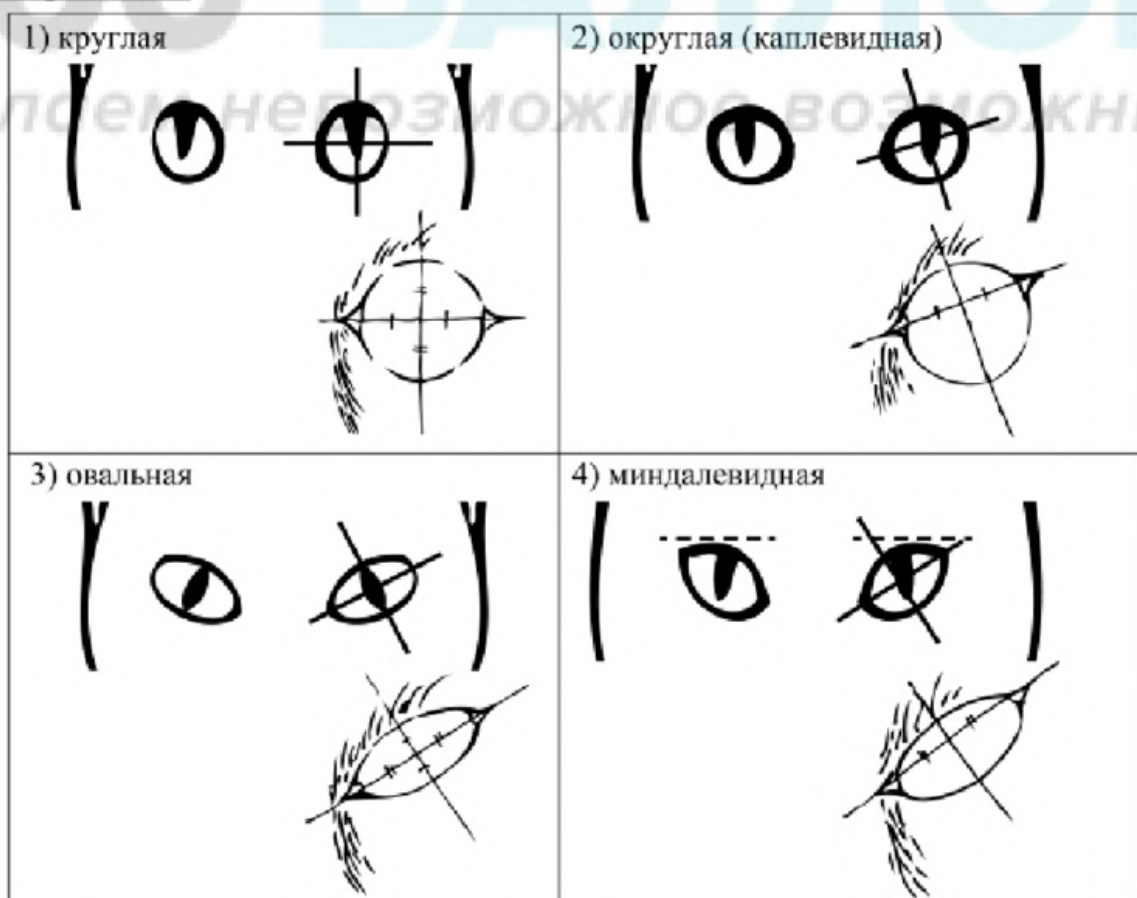 1) круглая
2) округлая (каплевидная)
3) овальная
4) миндалевидная